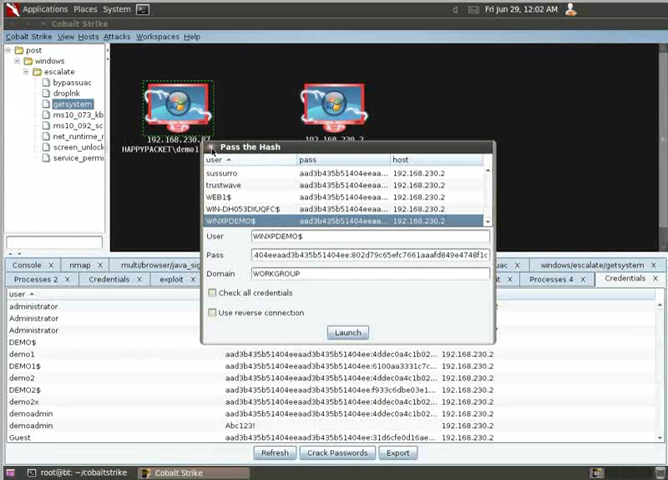 Applications Places System Fri Jun 29, 12:02 AM
Cobalt Strike
Cobalt Strike View Hosts Attacks Workspaces Help
post
windows
escalate
bypassuac
droplnk
getsystem
ms10_073_kb
ms10_092_sc
net_runtime_r
screen_unlock
service_permi
192.168.230.
HAPPYPACKET\demo1
Pass the Hash
user pass host
sussurro aad3b435b51404eeaa... 192.168.230.2
trustwave aad3b435b51404eeaa... 192.168.230.2
WEB1$ aad3b435b51404eeaa... 192.168.230.2
WIN-DH053DIUQFC$ aad3b435b51404eeaa... 192.168.230.2
WINXPDEMO$ aad3b435b51404eeaa... 192.168.230.2
User WINXPDEMO$
Pass 404eeaad3b435b51404ee:802d79c65efc7661aaafd849e4748f1c
Domain WORKGROUP
Check all credentials
Use reverse connection
Launch
Console X nmap X multi/browser/java_sig uac X windows/escalate/getsystem X
Processes 2 X Credentials X exploit X Processes 4 X Credentials X
user
administrator
Administrator
Administrator
DEMO$
demo1 aad3b435b51404eeaad3b435b51404ee:4ddec0a4c1b02... 192.168.230.2
DEMO1$ aad3b435b51404eeaad3b435b51404ee:6100aa3331c7c... 192.168.230.2
demo2 aad3b435b51404eeaad3b435b51404ee:4ddec0a4c1b02... 192.168.230.2
DEMO2$ aad3b435b51404eeaad3b435b51404ee:f933c6dbe03e1... 192.168.230.2
demo2x aad3b435b51404eeaad3b435b51404ee:4ddec0a4c1b02... 192.168.230.2
demoadmin aad3b435b51404eeaad3b435b51404ee:4ddec0a4c1b02... 192.168.230.2
demoadmin Abc123! 192.168.230.2
Guest aad3b435b51404eeaad3b435b51404ee:31d6cfe0d16ae... 192.168.230.2
Refresh Crack Passwords Export
root@bt: ~/cobaltstrike Cobalt Strike